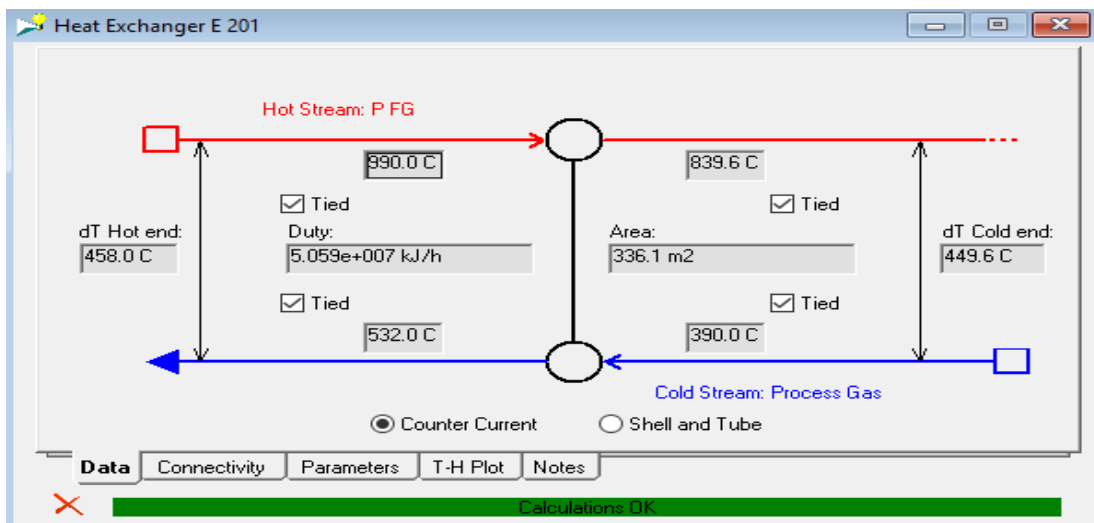 Heat Exchanger E 201
Hot Stream: P FG
990.0 C 839.6 C
Tied Tied
dT Hot end: Duty: Area: dT Cold end:
458.0 C 5.059e+007 kJ/h 336.1 m2 449.6 C
Tied Tied
532.0 C 390.0 C
Cold Stream: Process Gas
Counter Current Shell and Tube
Data Connectivity Parameters T-H Plot Notes
Calculations OK